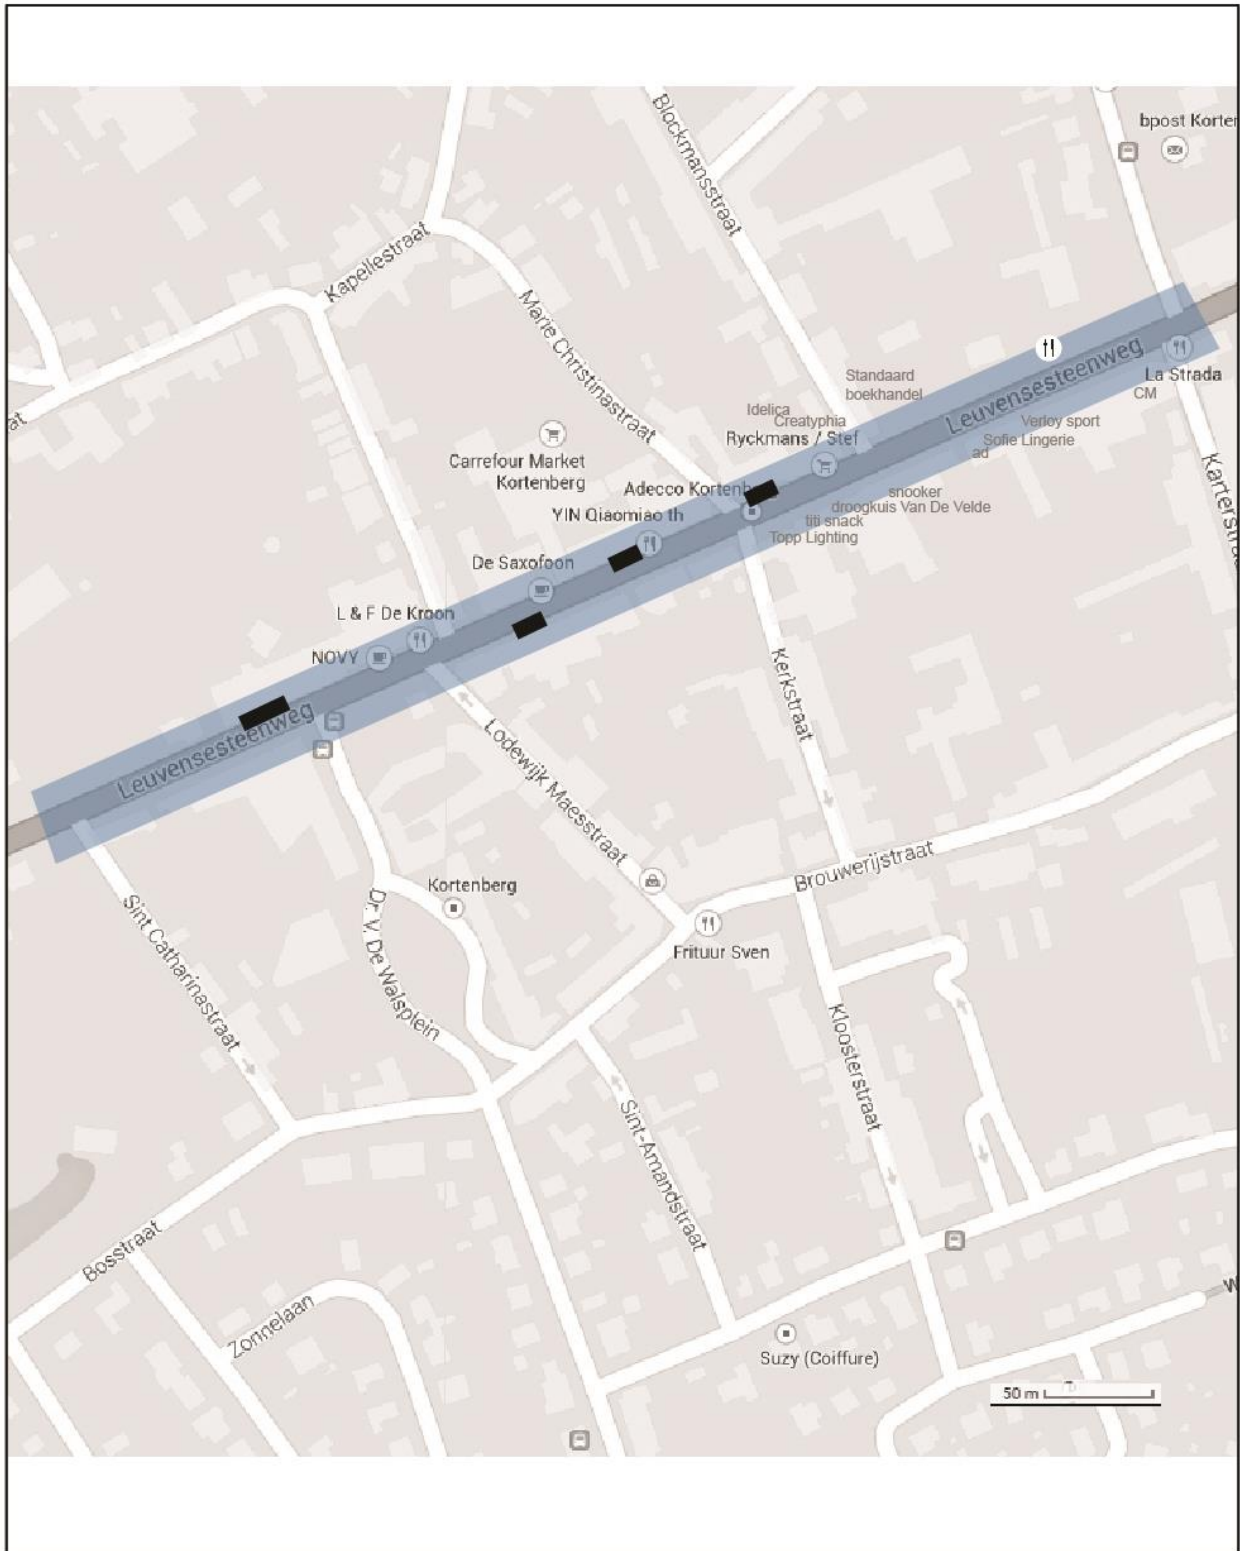 bpost Korter
Blockmansstraat
Kapellestraat
Marie Christinastraat
at
Leuvensesteenweg
La Strada
CM
Standaard
boekhandel
Idelica
Creatyphia
Ryckmans / Stef
Verloy sport
Sofie Lingerie
ad
Carrefour Market
Kortenberg
Adecco Kortenb
YIN Qiaomiao th
snooker
droogkuis Van De Velde
titi snack
Topp Lighting
De Saxofoon
L & F De Kroon
NOVY
Leuvensesteenweg
Kerkstraat
Lodewijk Maesstraat
Brouwerijstraat
Kortenberg
Sint Catharinastraat
Dr. V. De Walsplein
Frituur Sven
Kloosterstraat
Sint-Amandstraat
Bosstraat
Zonnelaan
W
Suzy (Coiffure)
50 m